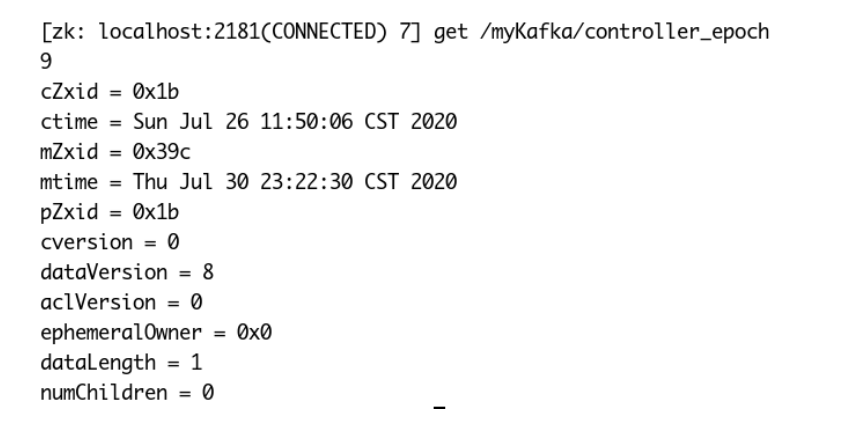 [zk: localhost:2181(CONNECTED) 7] get /myKafka/controller_epoch
9
cZxid = 0x1b
ctime = Sun Jul 26 11:50:06 CST 2020
mZxid = 0x39c
mtime = Thu Jul 30 23:22:30 CST 2020
pZxid = 0x1b
cversion = 0
dataVersion = 8
aclVersion = 0
ephemeralOwner = 0x0
dataLength = 1
numChildren = 0